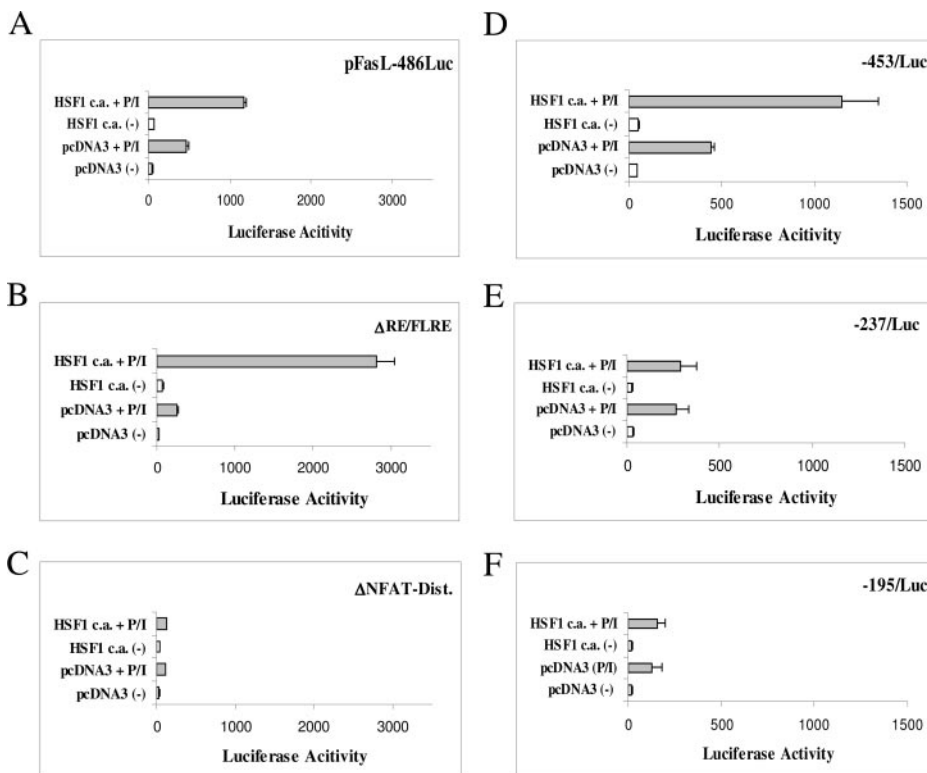 A
pFasL-486Luc
HSF1 c.a. + P/I
HSF1 c.a. (-)
pcDNA3 + P/I
pcDNA3 (-)
0 1000 2000 3000
Luciferase Acitivity
B
ΔRE/FLRE
HSF1 c.a. + P/I
HSF1 c.a. (-)
pcDNA3 + P/I
pcDNA3 (-)
0 1000 2000 3000
Luciferase Acitivity
C
ΔNFAT-Dist.
HSF1 c.a. + P/I
HSF1 c.a. (-)
pcDNA3 + P/I
pcDNA3 (-)
0 1000 2000 3000
Luciferase Acitivity
D
-453/Luc
HSF1 c.a. + P/I
HSF1 c.a. (-)
pcDNA3 + P/I
pcDNA3 (-)
0 500 1000 1500
Luciferase Activity
E
-237/Luc
HSF1 c.a. + P/I
HSF1 c.a. (-)
pcDNA3 + P/I
pcDNA3 (-)
0 500 1000 1500
Luciferase Activity
F
-195/Luc
HSF1 c.a. + P/I
HSF1 c.a. (-)
pcDNA3 (P/I)
pcDNA3 (-)
0 500 1000 1500
Luciferase Activity